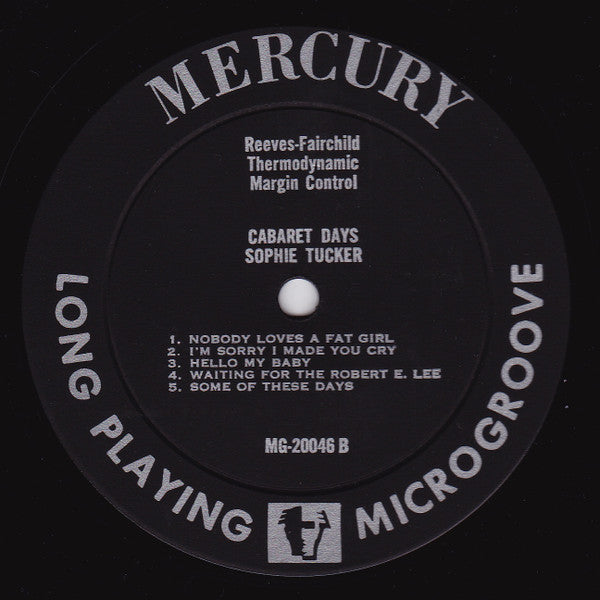 MERCURY
Reeves-Fairchild
Thermodynamic
Margin Control
CABARET DAYS
SOPHIE TUCKER
1. NOBODY LOVES A FAT GIRL
2. I'M SORRY I MADE YOU CRY
3. HELLO MY BABY
4. WAITING FOR THE ROBERT E. LEE
5. SOME OF THESE DAYS
MG-20046 B
LONG PLAYING MICROGROOVE